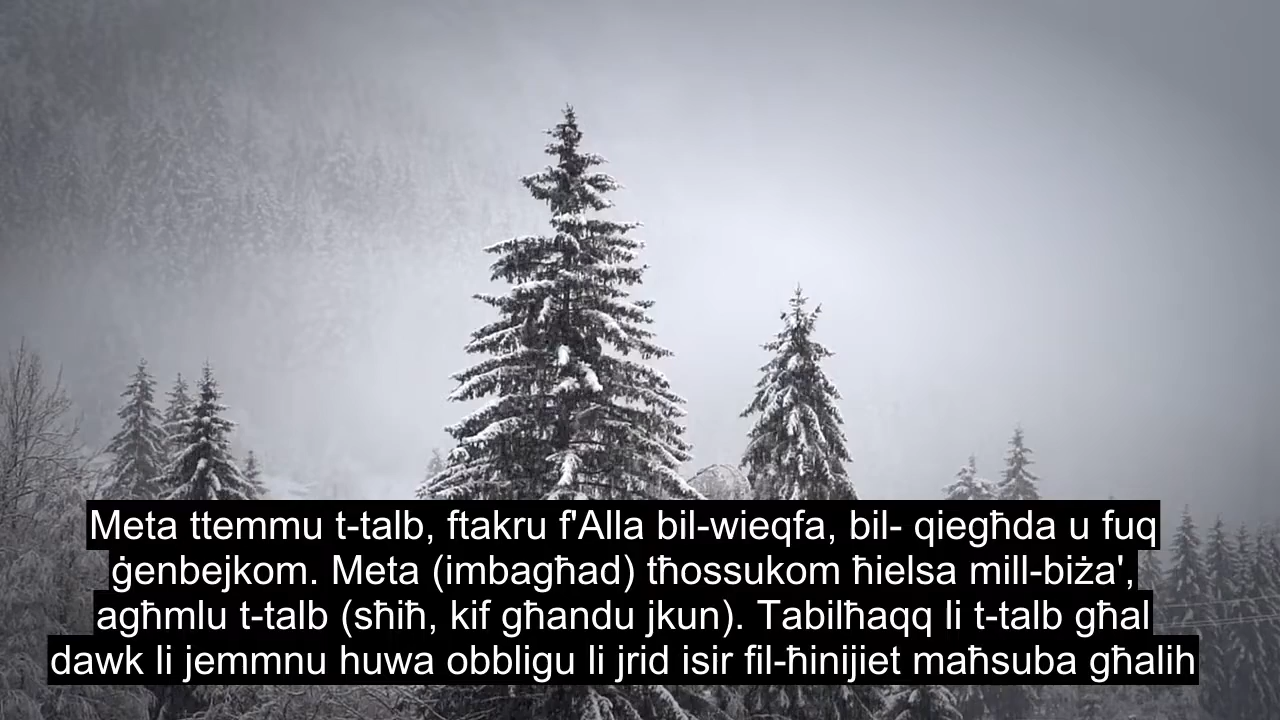 Meta ttemmu t-talb, ftakru f'Alla bil-wieqfa, bil- qiegħda u fuq
ġenbejkom. Meta (imbagħad) tħossukom ħielsa mill-biża',
agħmlu t-talb (sħiħ, kif għandu jkun). Tabilħaqq li t-talb għal
dawk li jemmnu huwa obbligu li jrid isir fil-ħinijiet maħsuba għalih